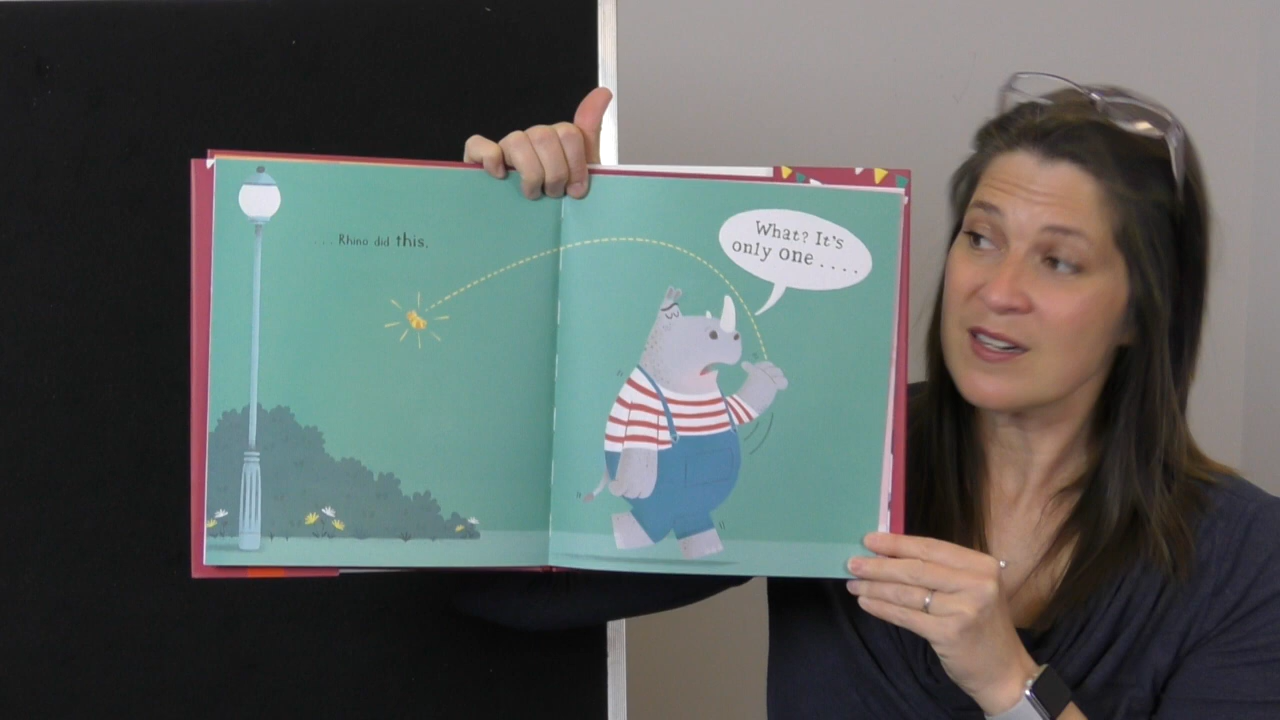 . . . Rhino did this.
What? It's
only one . . . .